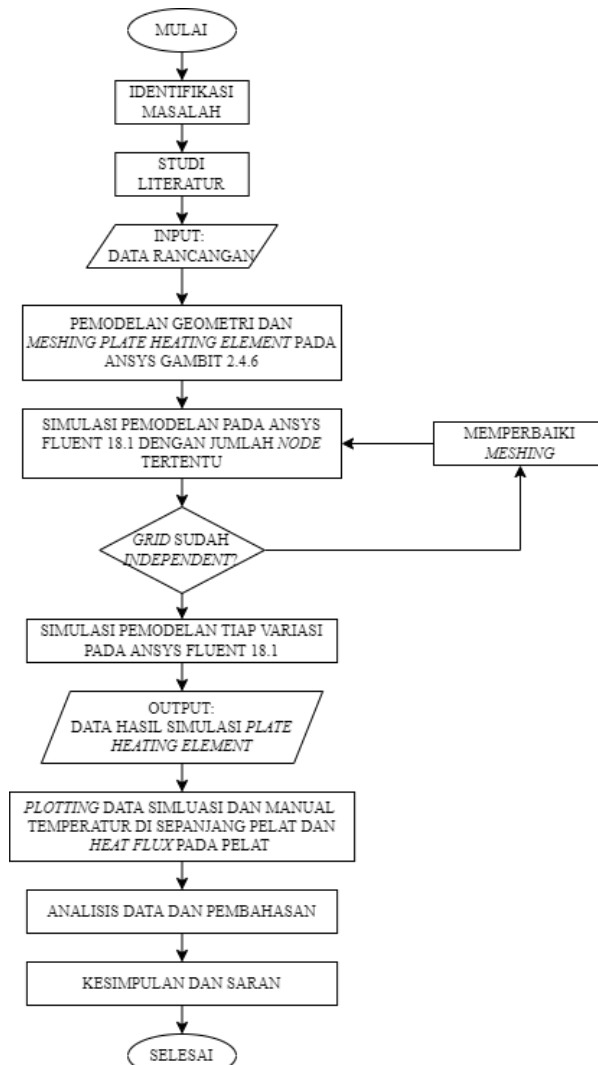 MULAI
IDENTIFIKASI
MASALAH
STUDI
LITERATUR
INPUT:
DATA RANCANGAN
PEMODELAN GEOMETRI DAN
MESHING PLATE HEATING ELEMENT PADA
ANSYS GAMBIT 2.4.6
SIMULASI PEMODELAN PADA ANSYS
FLUENT 18.1 DENGAN JUMLAH NODE
TERTENTU
MEMPERBAIKI
MESHING
GRID SUDAH
INDEPENDENT?
SIMULASI PEMODELAN TIAP VARIASI
PADA ANSYS FLUENT 18.1
OUTPUT:
DATA HASIL SIMULASI PLATE
HEATING ELEMENT
PLOTTING DATA SIMLUASI DAN MANUAL
TEMPERATUR DI SEPANJANG PELAT DAN
HEAT FLUX PADA PELAT
ANALISIS DATA DAN PEMBAHASAN
KESIMPULAN DAN SARAN
SELESAI